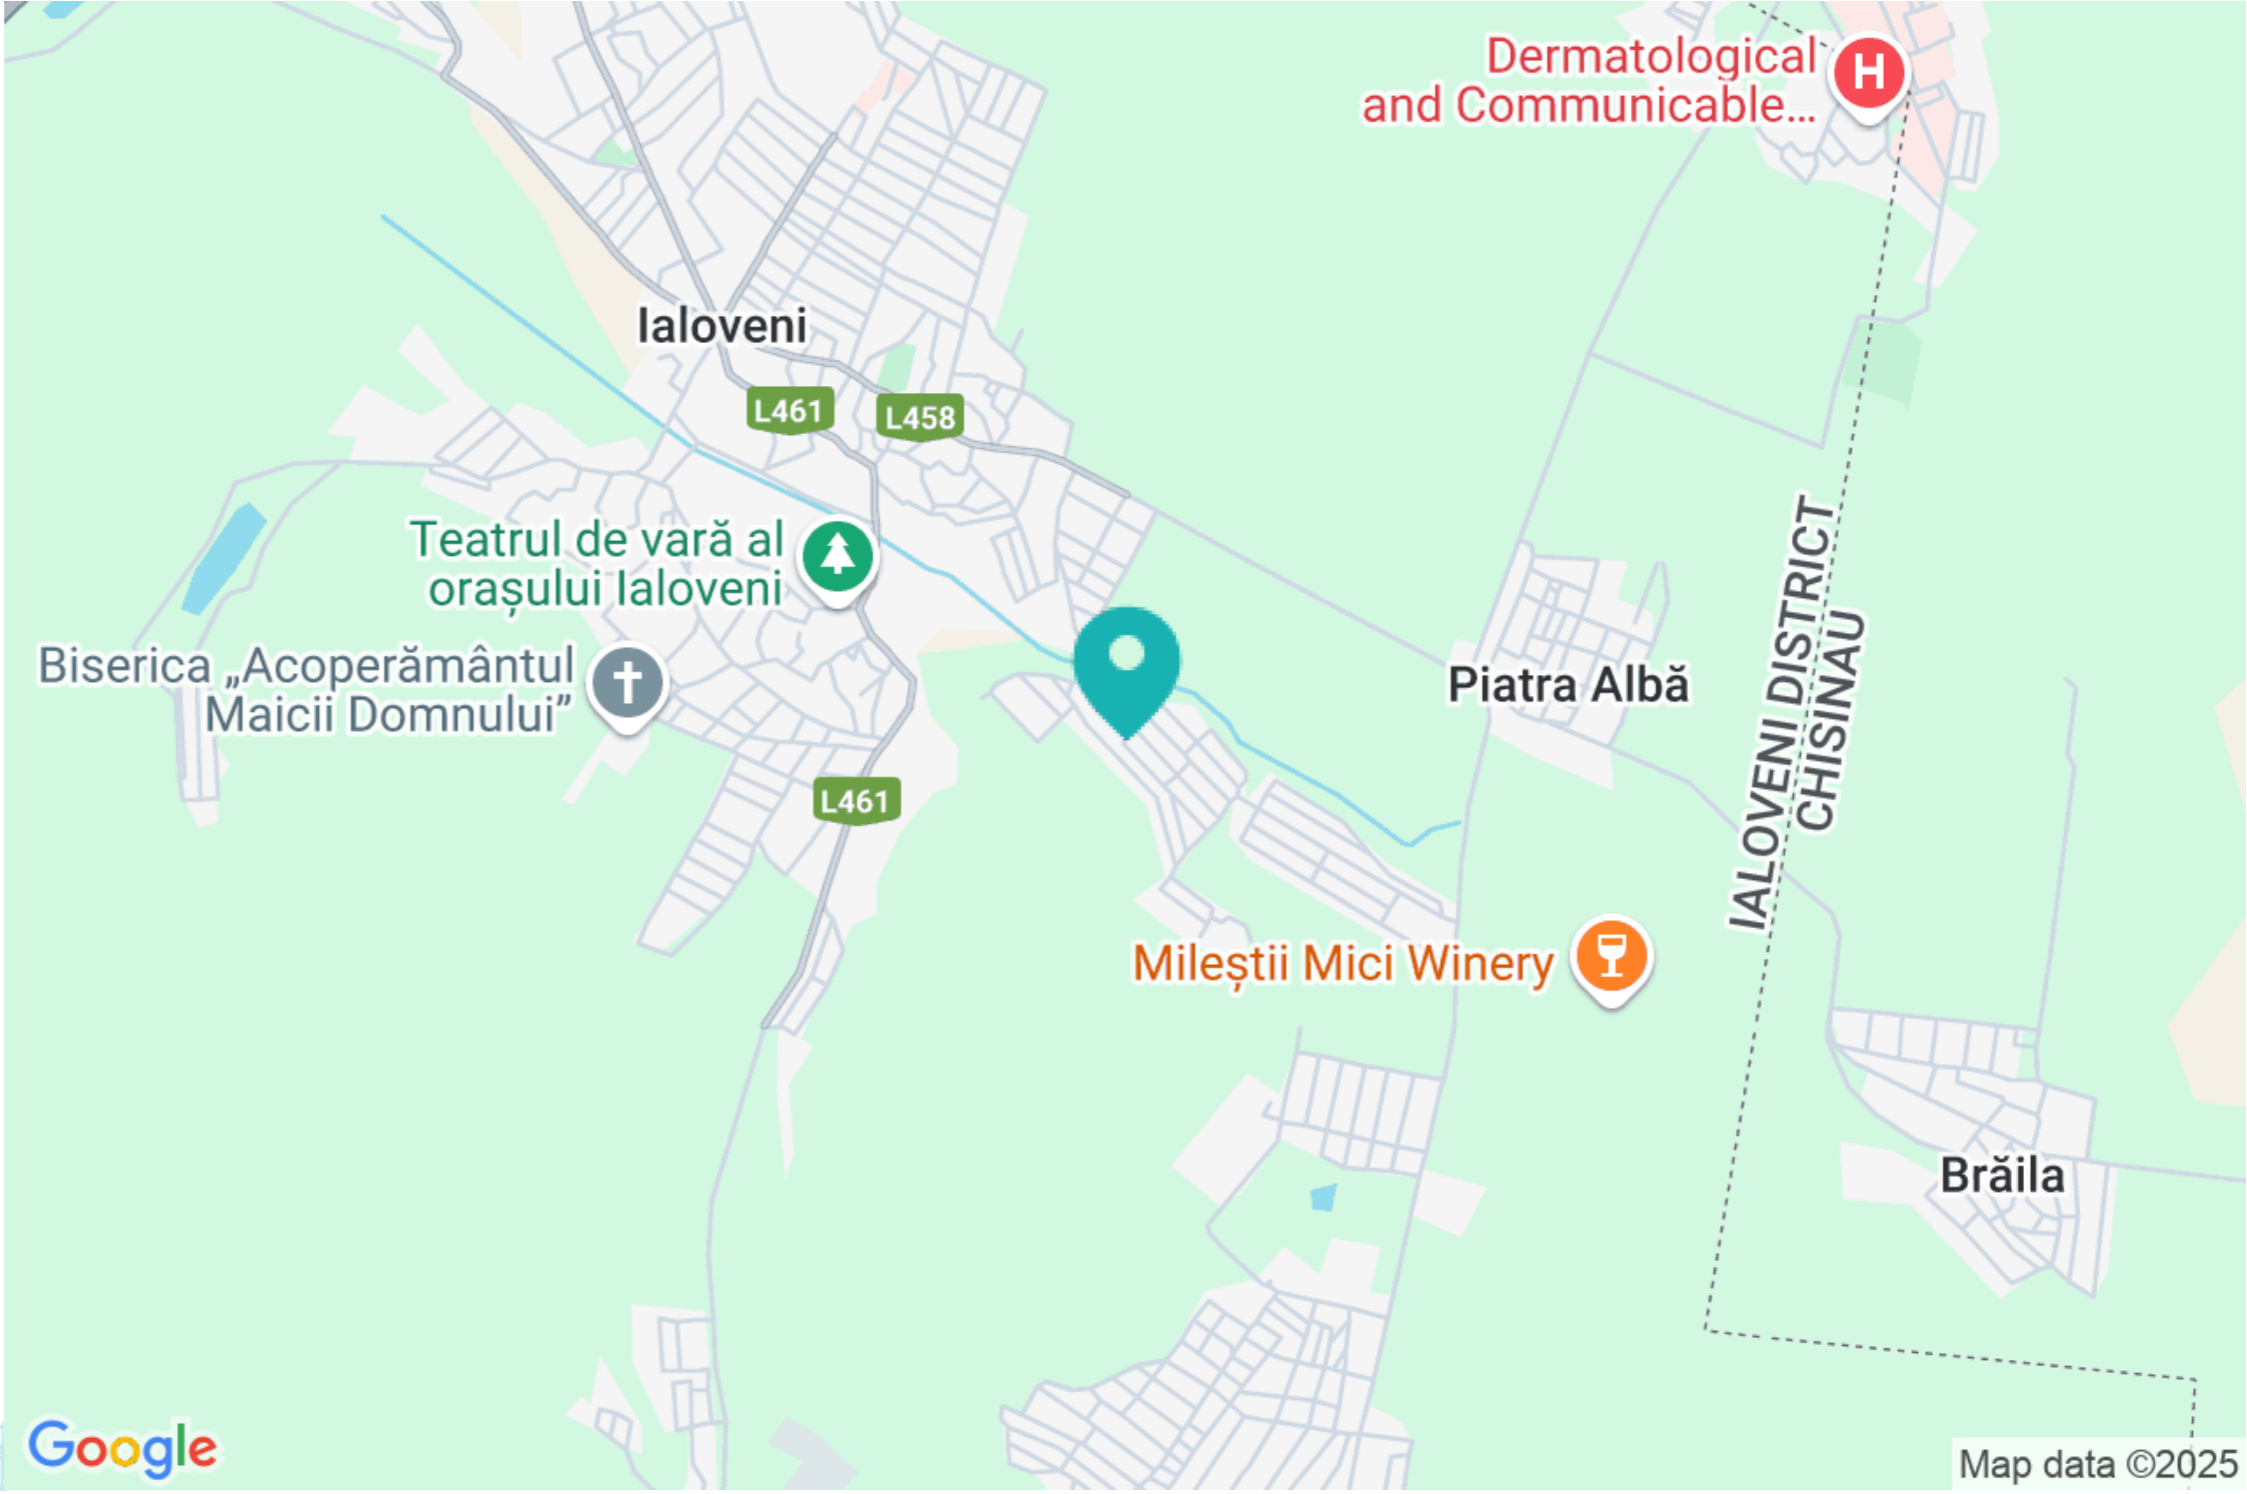 Dermatological
and Communicable...
Ialoveni
L461
L458
Teatrul de vară al
orașului Ialoveni
Biserica „Acoperământul
Maicii Domnului”
Piatra Albă
IALOVENI DISTRICT
CHISINAU
L461
Mileștii Mici Winery
Brăila
Google
Map data ©2025